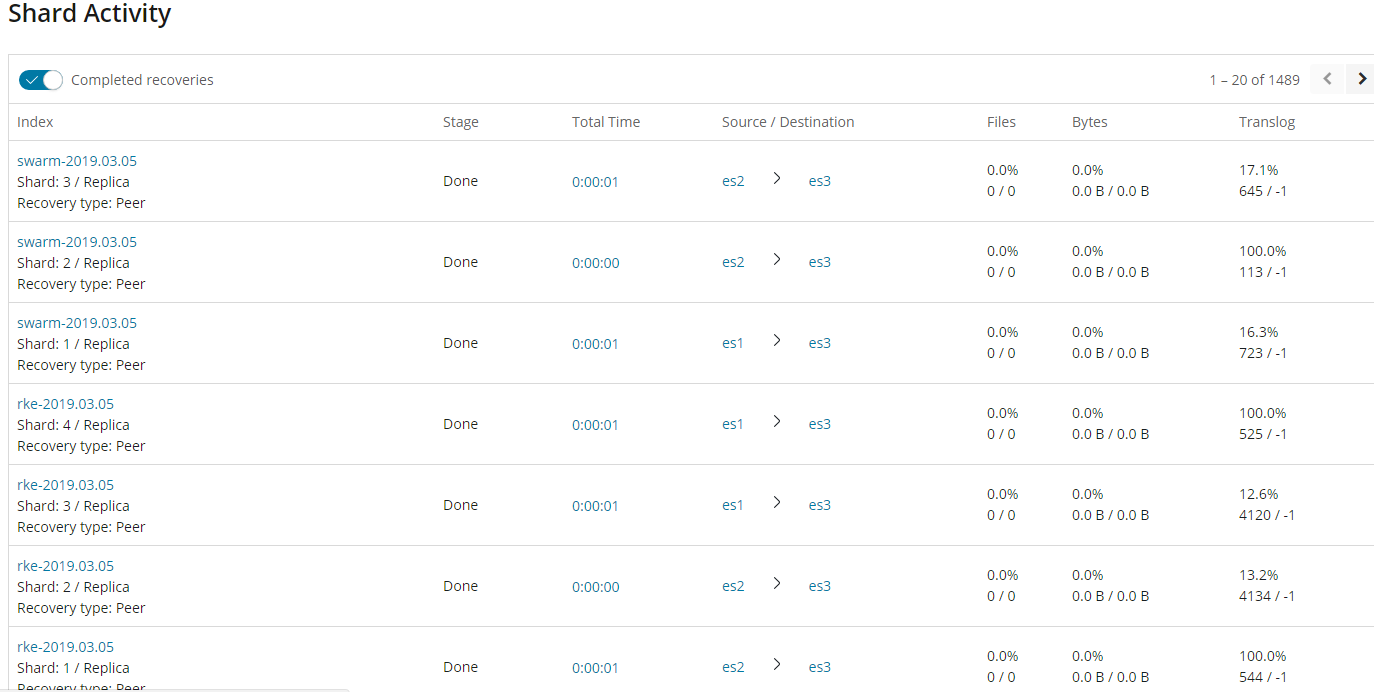 Shard Activity
Completed recoveries 1 – 20 of 1489
Index Stage Total Time Source / Destination Files Bytes Translog
swarm-2019.03.05
Shard: 3 / Replica
Recovery type: Peer
Done 0:00:01 es2 es3
0.0%
0 / 0
0.0%
0.0 B / 0.0 B
17.1%
645 / -1
swarm-2019.03.05
Shard: 2 / Replica
Recovery type: Peer
Done 0:00:00 es2 es3
0.0%
0 / 0
0.0%
0.0 B / 0.0 B
100.0%
113 / -1
swarm-2019.03.05
Shard: 1 / Replica
Recovery type: Peer
Done 0:00:01 es1 es3
0.0%
0 / 0
0.0%
0.0 B / 0.0 B
16.3%
723 / -1
rke-2019.03.05
Shard: 4 / Replica
Recovery type: Peer
Done 0:00:01 es1 es3
0.0%
0 / 0
0.0%
0.0 B / 0.0 B
100.0%
525 / -1
rke-2019.03.05
Shard: 3 / Replica
Recovery type: Peer
Done 0:00:01 es1 es3
0.0%
0 / 0
0.0%
0.0 B / 0.0 B
12.6%
4120 / -1
rke-2019.03.05
Shard: 2 / Replica
Recovery type: Peer
Done 0:00:00 es2 es3
0.0%
0 / 0
0.0%
0.0 B / 0.0 B
13.2%
4134 / -1
rke-2019.03.05
Shard: 1 / Replica
Recovery type: Peer
Done 0:00:01 es2 es3
0.0%
0 / 0
0.0%
0.0 B / 0.0 B
100.0%
544 / -1